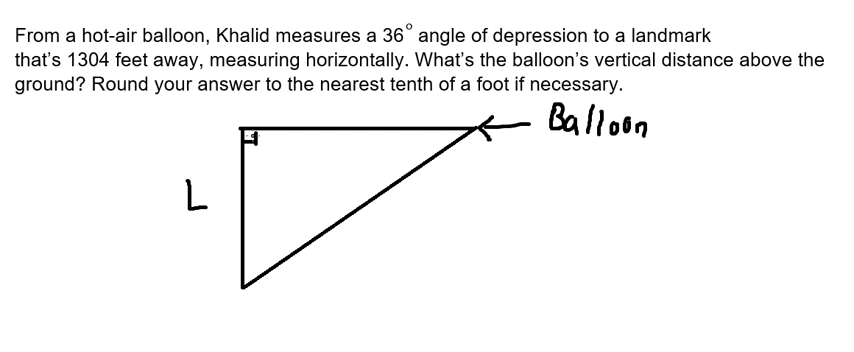 From a hot-air balloon, Khalid measures a 36° angle of depression to a landmark
that's 1304 feet away, measuring horizontally. What's the balloon's vertical distance above the
ground? Round your answer to the nearest tenth of a foot if necessary.
Balloon
L